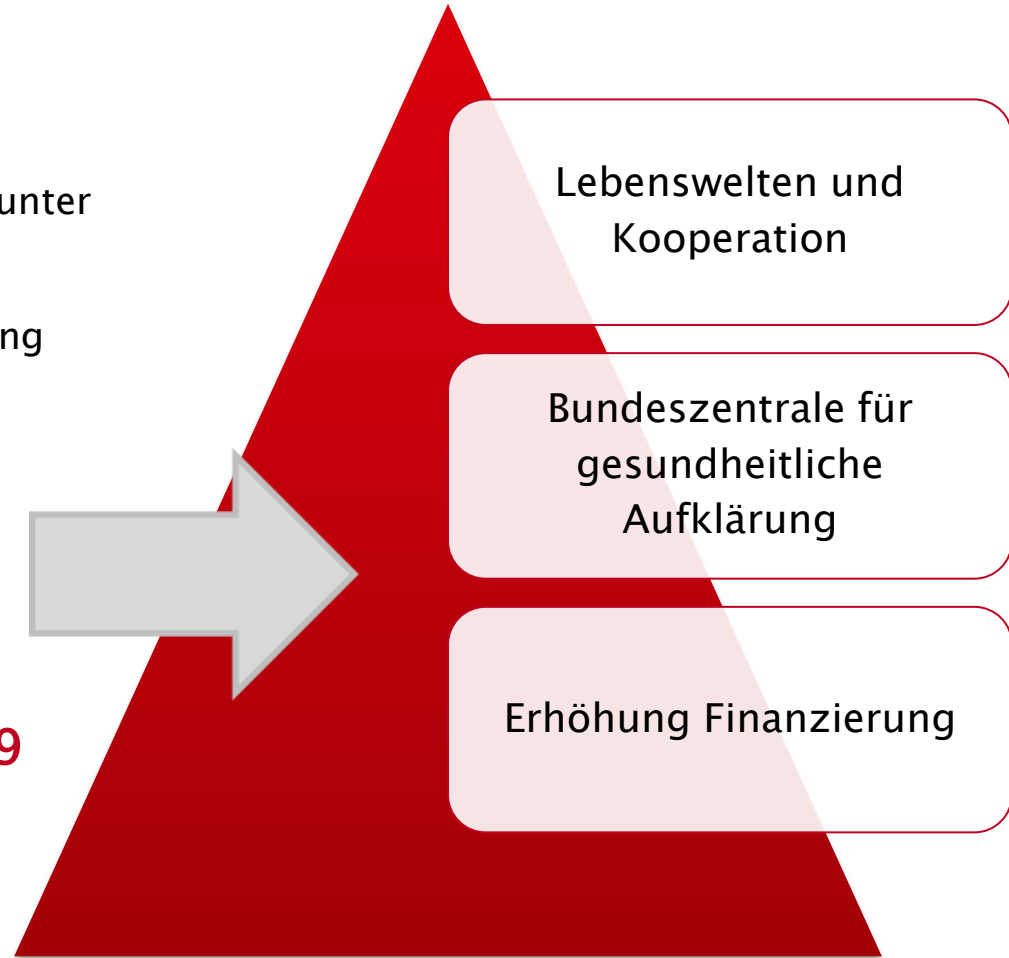 unter
ng
9
Lebenswelten und
Kooperation
Bundeszentrale für
gesundheitliche
Aufklärung
Erhöhung Finanzierung